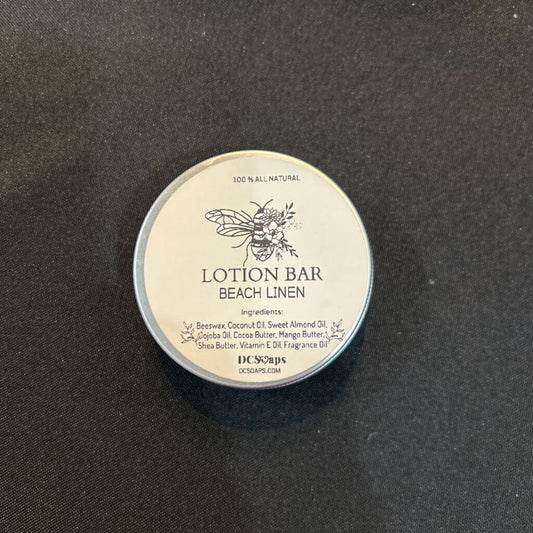 100 % ALL NATURAL
LOTION BAR
BEACH LINEN
Ingredients:
Beeswax, Coconut Oil, Sweet Almond Oil,
Jojoba Oil, Cocoa Butter, Mango Butter,
Shea Butter, Vitamin E Oil, Fragrance Oil
DCSoaps
DCSOAPS.COM